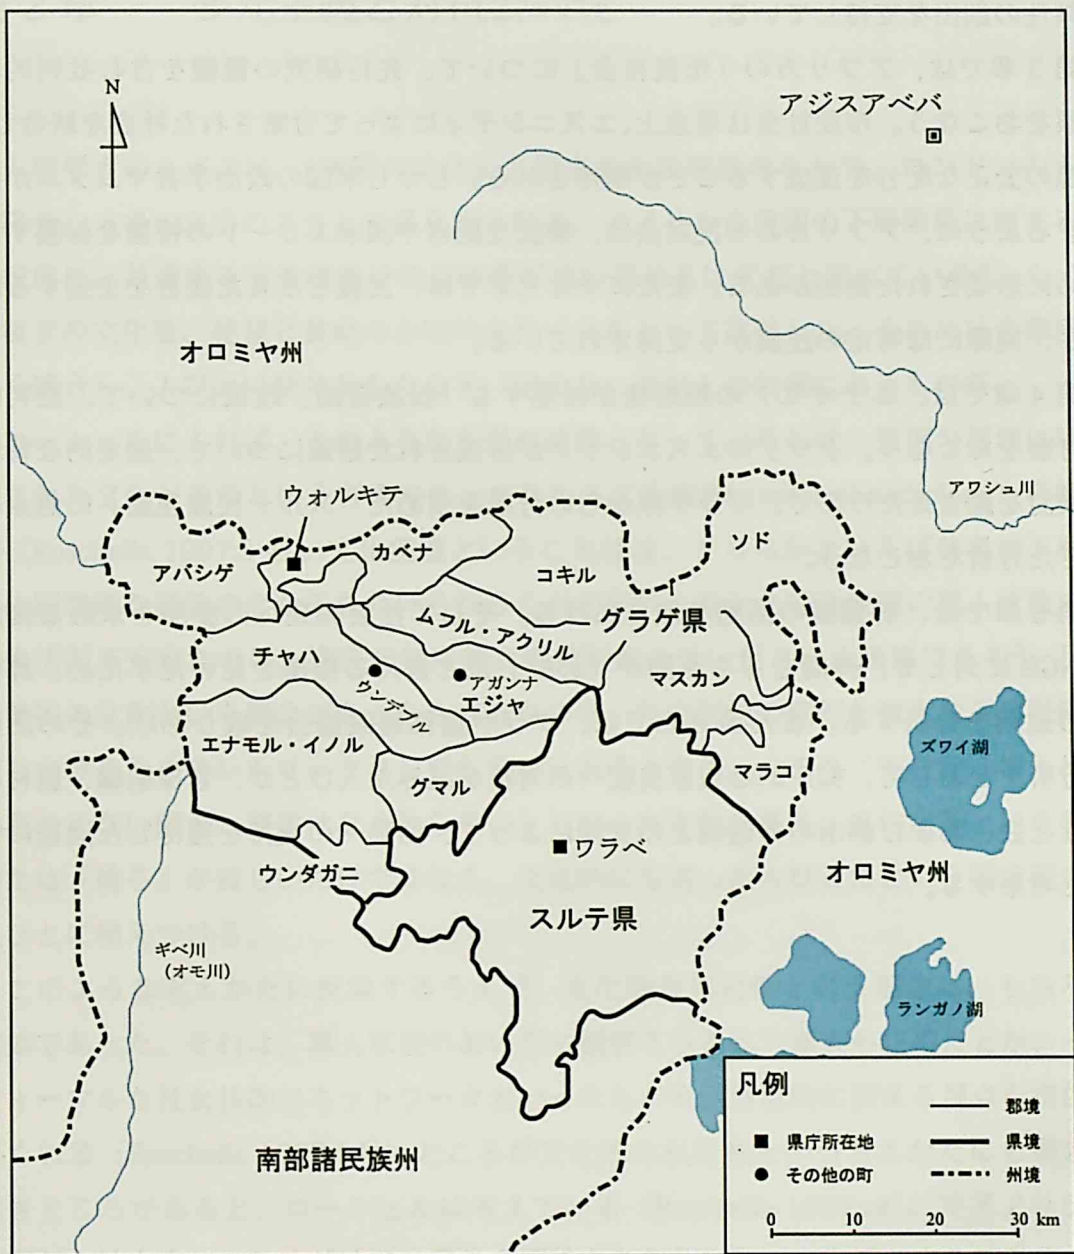 N
アジスアベバ
オロミヤ州
アワシュ川
ウォルキテ
アバシゲ
カベナ
コキル
ソド
ムフル・アクリル
グラゲ県
チャハ
ウンデブル
アガンナ
エジャ
マスカン
エナモル・イノル
ゲマル
マラコ
ズワイ湖
ウンダガニ
ワラベ
オロミヤ州
スルテ県
ギベ川
（オモ川）
ランガノ湖
南部諸民族州
凡例
郡境
県庁所在地
県境
その他の町
州境
0 10 20 30 km